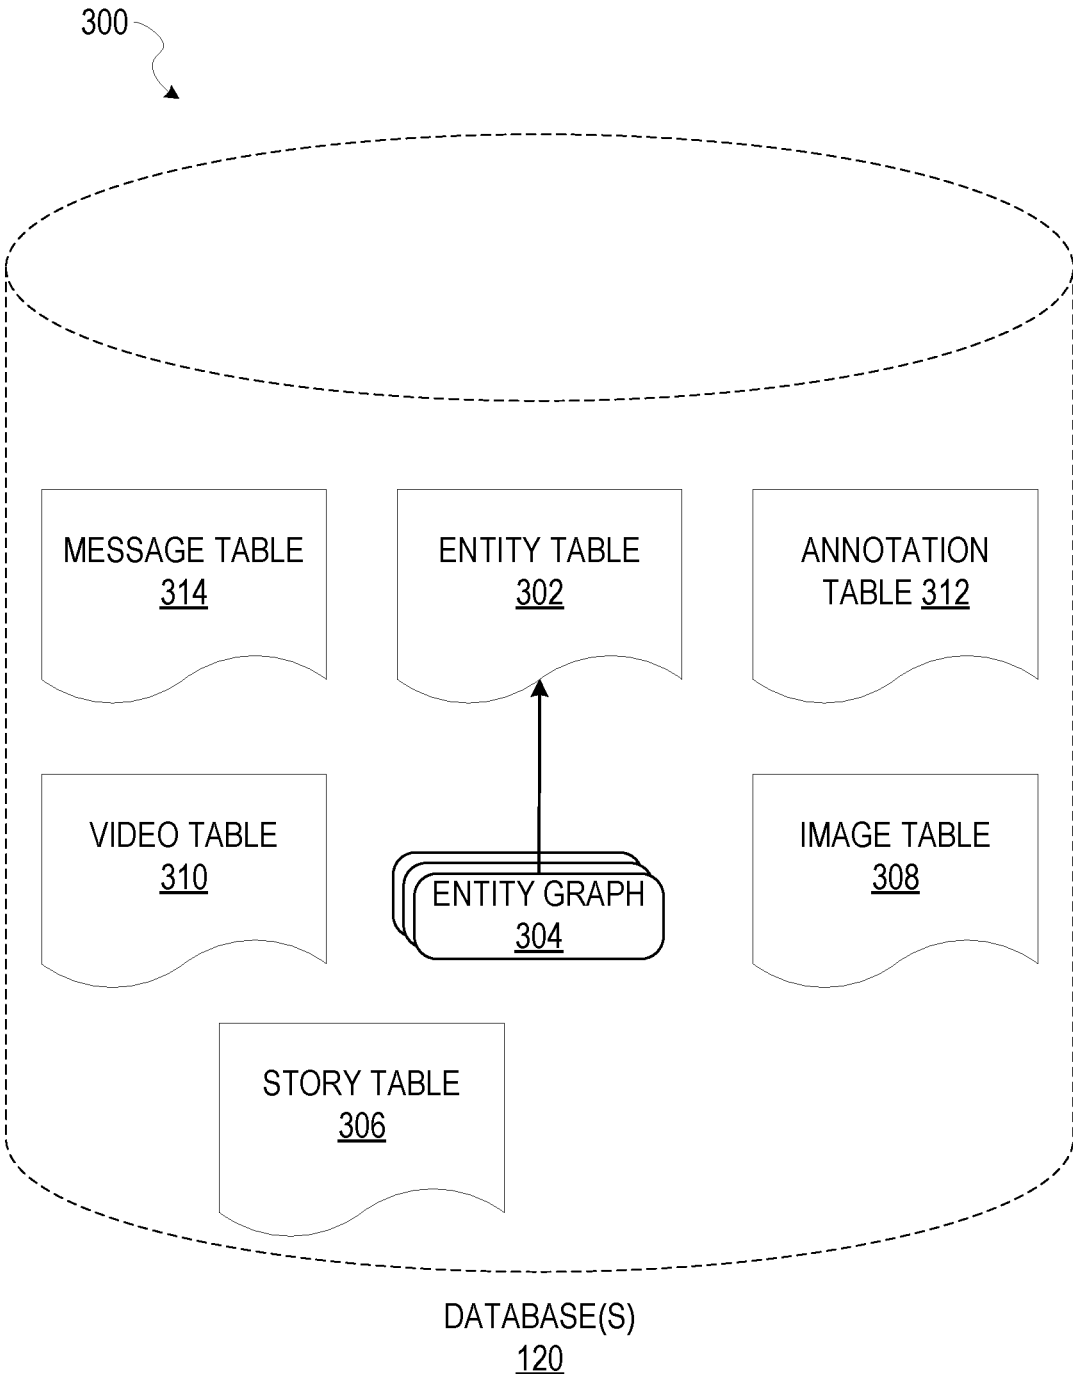 300
MESSAGE TABLE
314
ENTITY TABLE
302
ANNOTATION
TABLE 312
VIDEO TABLE
310
ENTITY GRAPH
304
IMAGE TABLE
308
STORY TABLE
306
DATABASE(S)
120